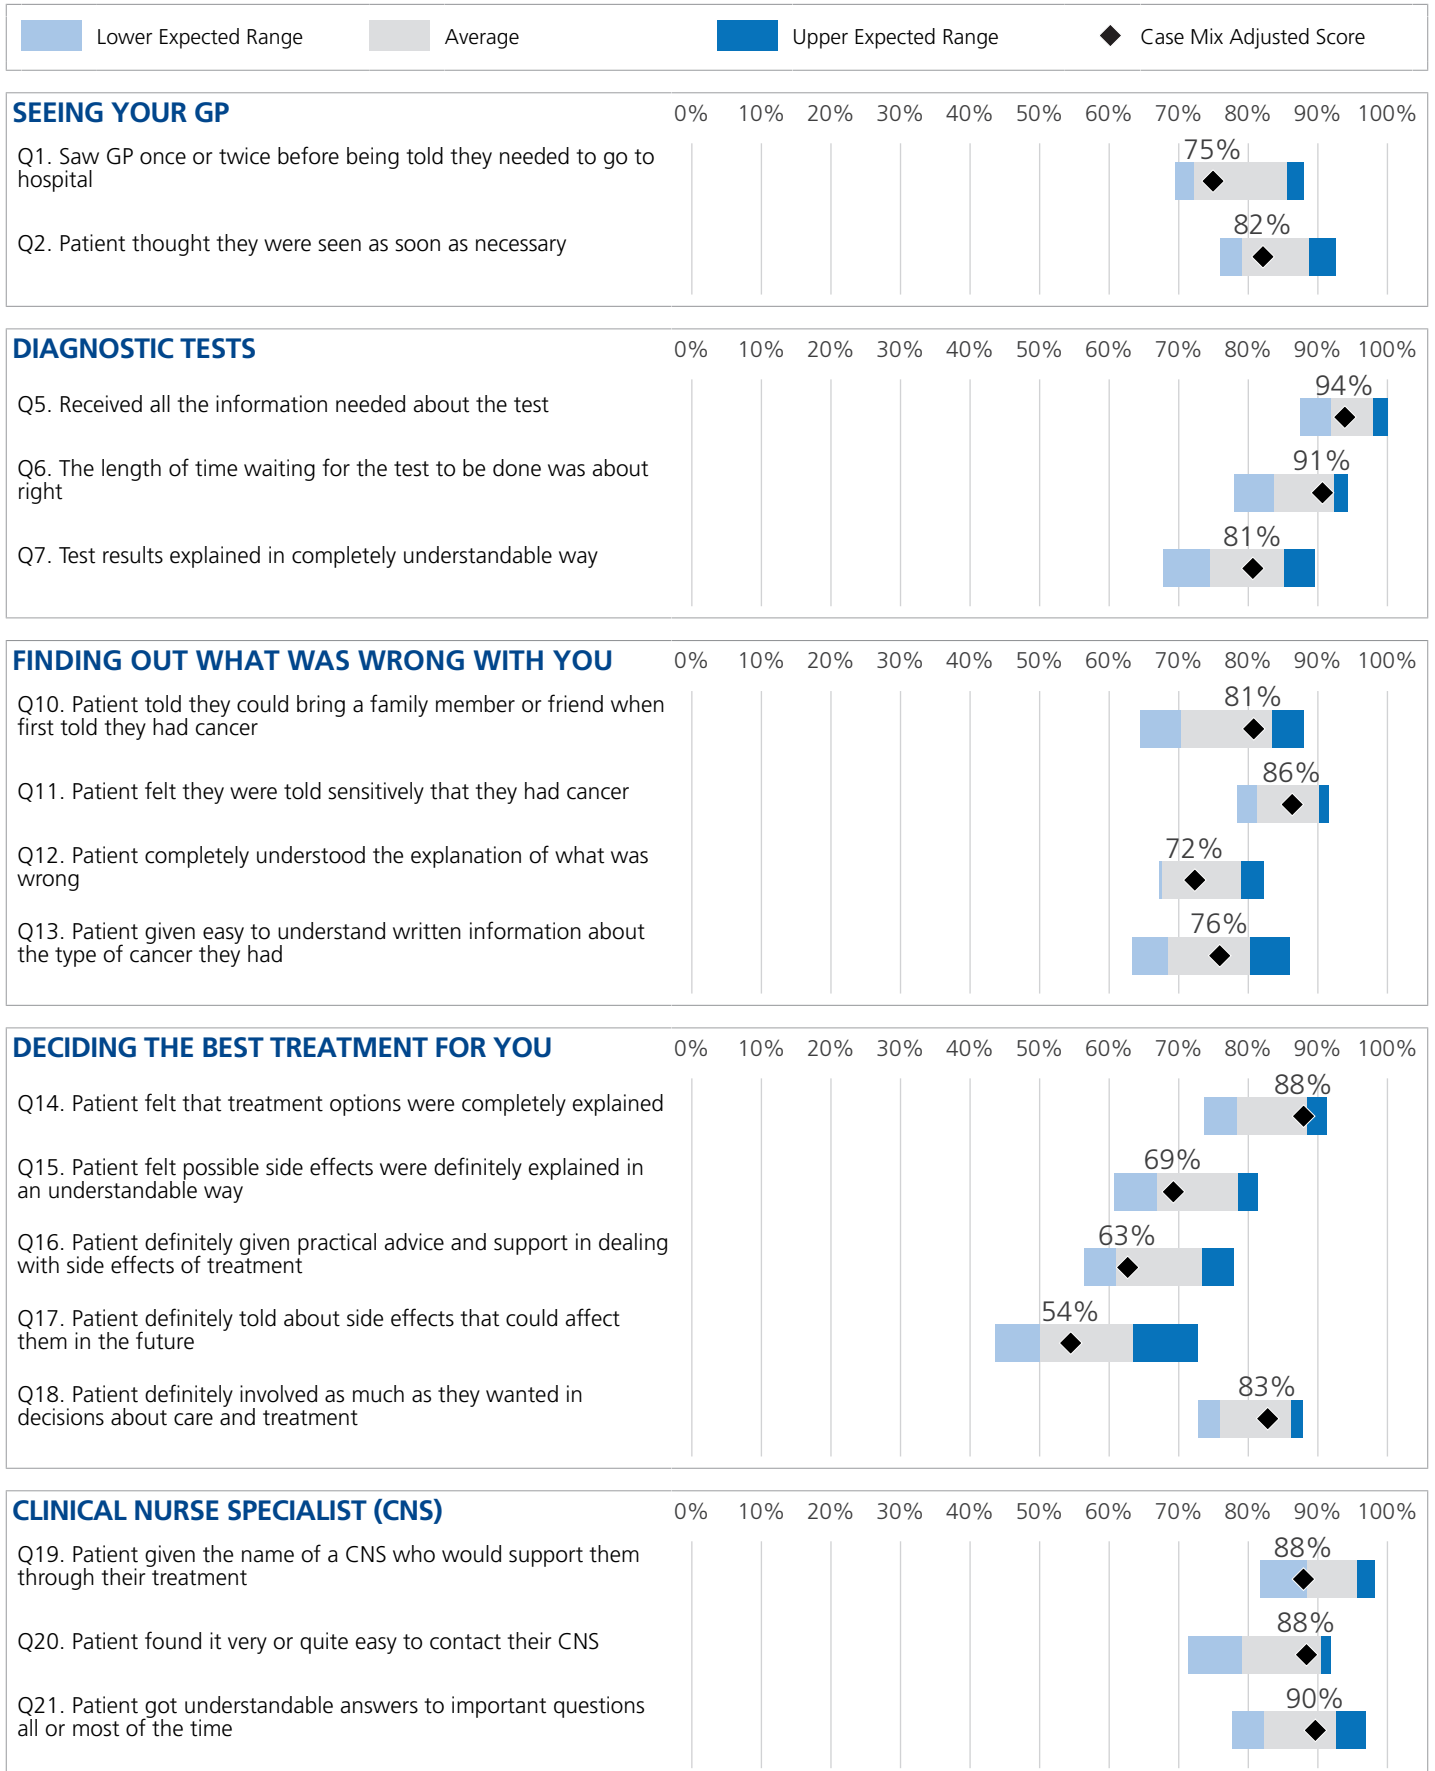 Lower Expected Range Average Upper Expected Range Case Mix Adjusted Score
SEEING YOUR GP 0% 10% 20% 30% 40% 50% 60% 70% 80% 90% 100%
Q1. Saw GP once or twice before being told they needed to go to
hospital
75%
Q2. Patient thought they were seen as soon as necessary
82%
DIAGNOSTIC TESTS 0% 10% 20% 30% 40% 50% 60% 70% 80% 90% 100%
Q5. Received all the information needed about the test
94%
Q6. The length of time waiting for the test to be done was about
right
91%
Q7. Test results explained in completely understandable way
81%
FINDING OUT WHAT WAS WRONG WITH YOU 0% 10% 20% 30% 40% 50% 60% 70% 80% 90% 100%
Q10. Patient told they could bring a family member or friend when
first told they had cancer
81%
Q11. Patient felt they were told sensitively that they had cancer
86%
Q12. Patient completely understood the explanation of what was
wrong
72%
Q13. Patient given easy to understand written information about
the type of cancer they had
76%
DECIDING THE BEST TREATMENT FOR YOU 0% 10% 20% 30% 40% 50% 60% 70% 80% 90% 100%
Q14. Patient felt that treatment options were completely explained
88%
Q15. Patient felt possible side effects were definitely explained in
an understandable way
69%
Q16. Patient definitely given practical advice and support in dealing
with side effects of treatment
63%
Q17. Patient definitely told about side effects that could affect
them in the future
54%
Q18. Patient definitely involved as much as they wanted in
decisions about care and treatment
83%
CLINICAL NURSE SPECIALIST (CNS) 0% 10% 20% 30% 40% 50% 60% 70% 80% 90% 100%
Q19. Patient given the name of a CNS who would support them
through their treatment
88%
Q20. Patient found it very or quite easy to contact their CNS
88%
Q21. Patient got understandable answers to important questions
all or most of the time
90%